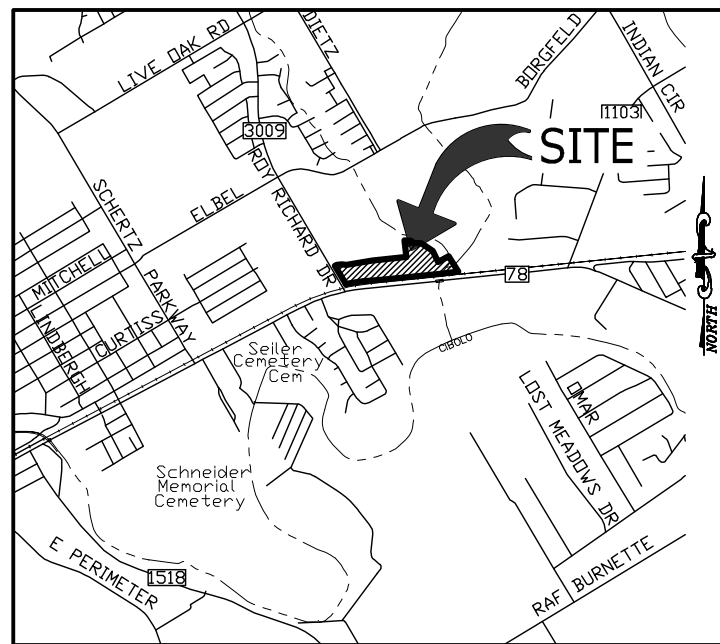 LIVE OAK RD
DIETZ
BORGFELD
INDIAN CIR
1103
3009
SITE
ROY RICHARD DR
SCHERTZ
PARKWAY
ELBEL
MITCHELL
LINDBERGH
CURTISS
78
NORTH
CIBOLO
Seiler
Cemetery
Cem
OMAR
LOST MEADOWS DR
Schneider
Memorial
Cemetery
E PERIMETER
1518
RAF BURNETTE